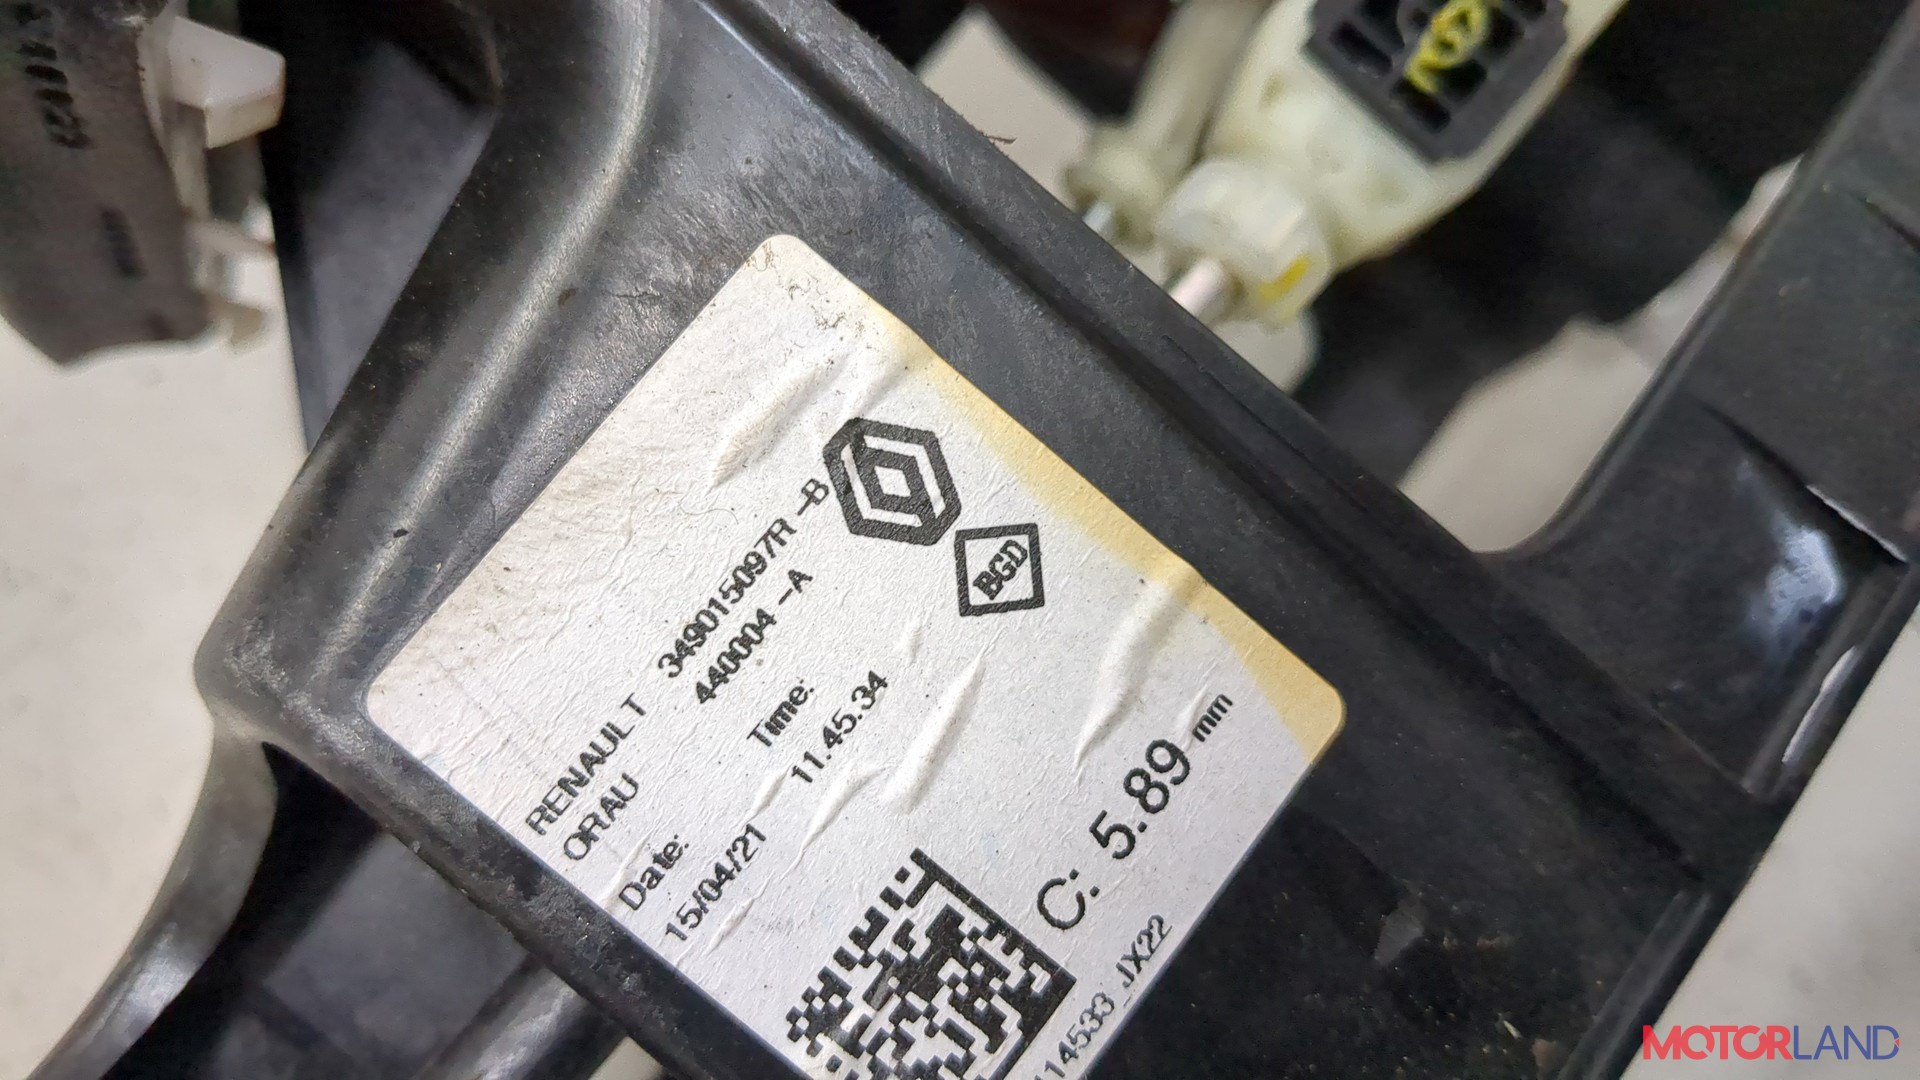 RENAULT 349015097R -B
ORAU 440004 -A
BGD
Date: Time:
15/04/21 11.45.34
C: 5.89 mm
114533_JX22
MOTORLAND